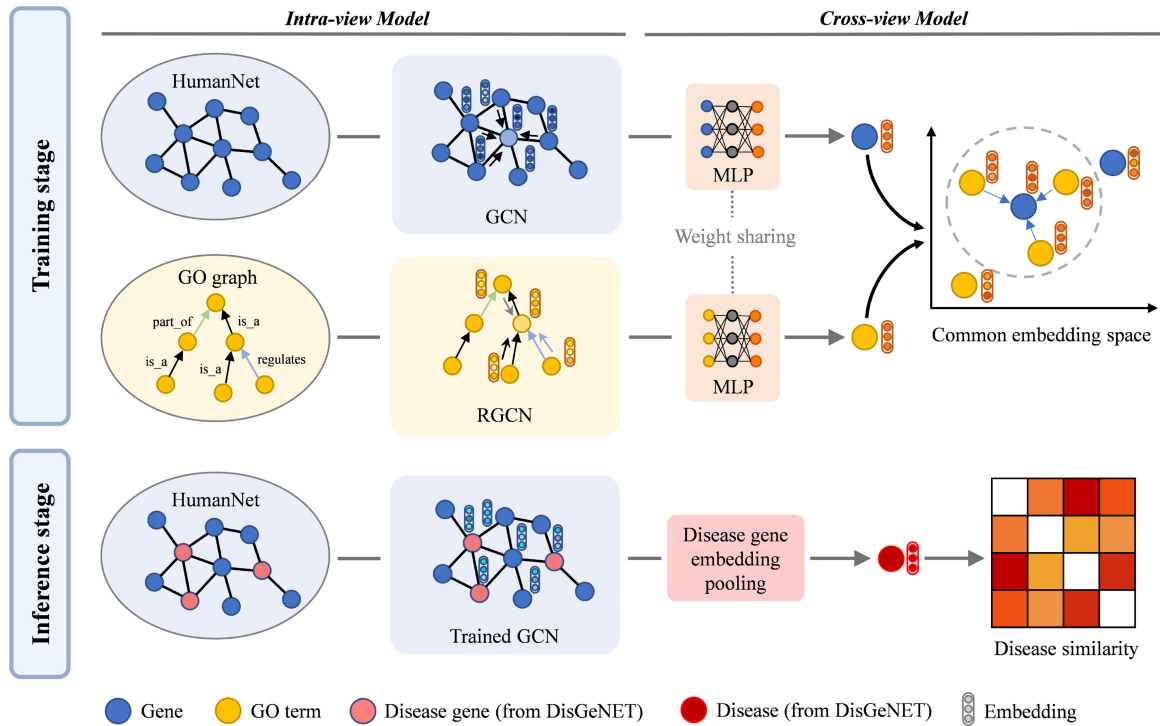 Intra-view Model
Cross-view Model
Training stage
HumanNet
GCN
MLP
Weight sharing
GO graph
part_of
is_a
is_a
is_a
regulates
RGCN
MLP
Common embedding space
Inference stage
HumanNet
Trained GCN
Disease gene
embedding
pooling
Disease similarity
Gene
GO term
Disease gene (from DisGeNET)
Disease (from DisGeNET)
Embedding